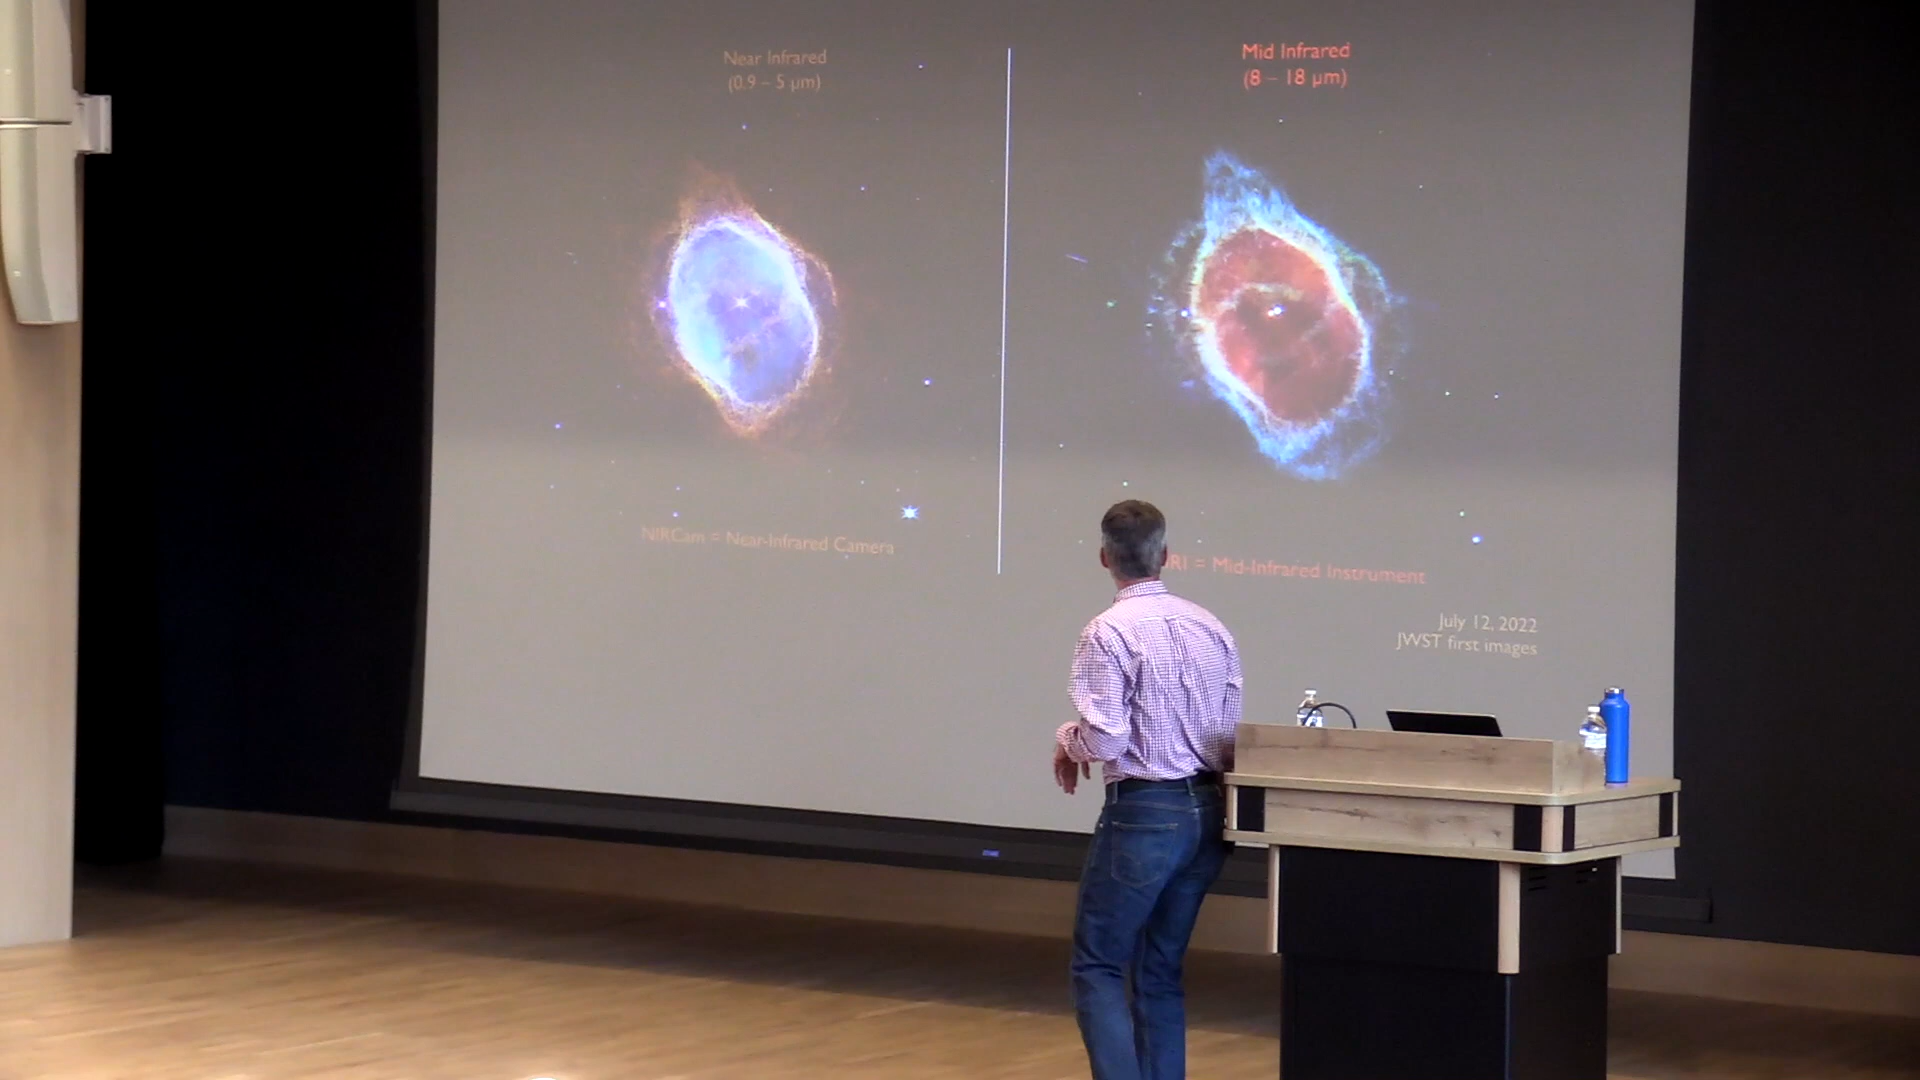 Near Infrared
(0.9 – 5 μm)
Mid Infrared
(8 – 18 μm)
NIRCam = Near-Infrared Camera
IRI = Mid-Infrared Instrument
July 12, 2022
JWST first images